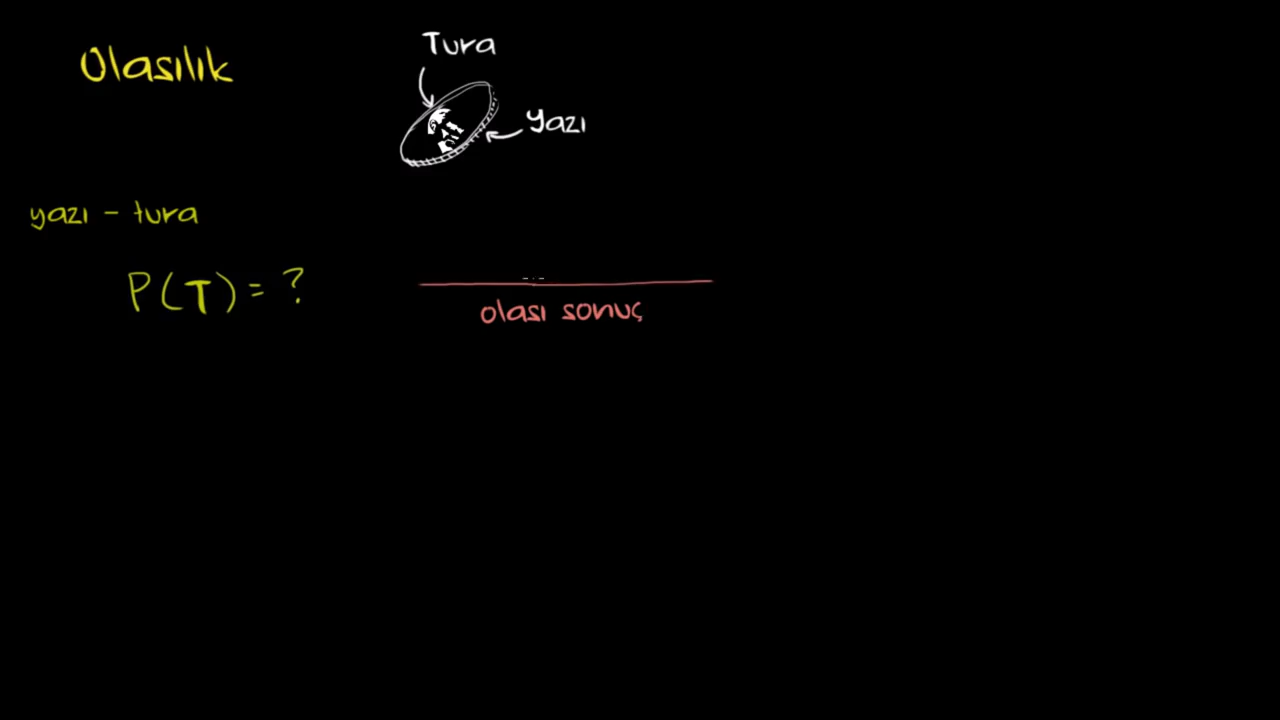 Olasılık
Tura
Yazı
yazı - tura
P(T) = ?
olası sonuç